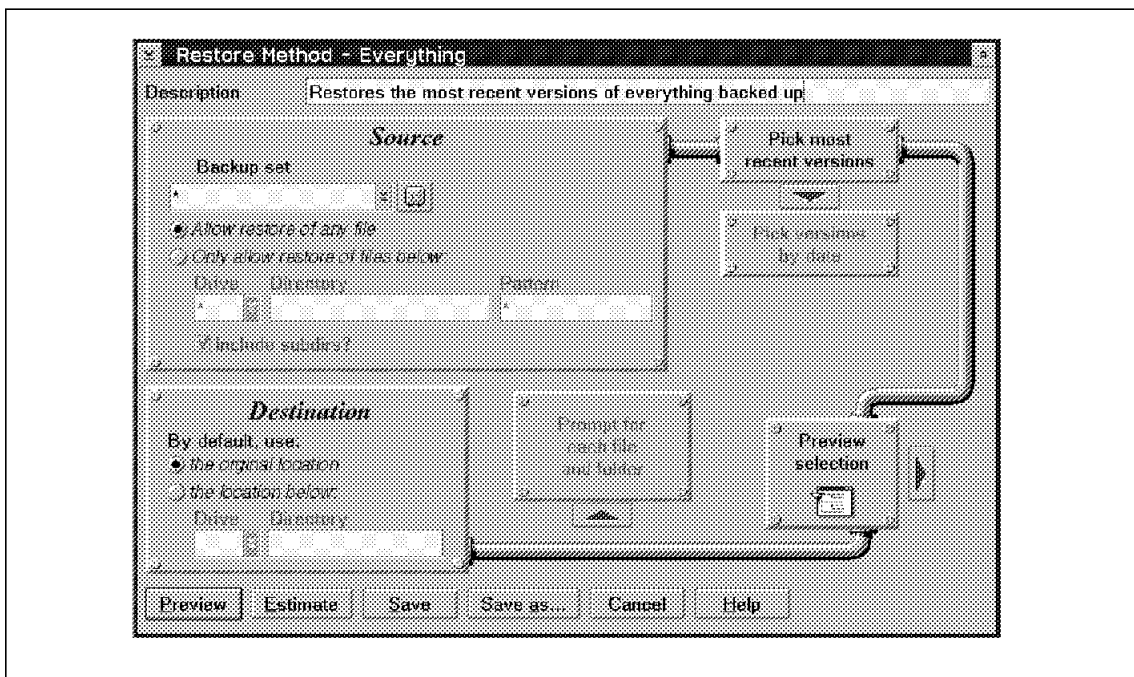 Restore Method - Everything
Description Restores the most recent versions of everything backed up
Source
Backup set
*
Allow restore of any file
Only allow restore of files below:
Drive Directory Pattern
* * *
Include subdirs?
Pick most
recent versions
Pick versions
by date
Destination
By default, use:
the orginal location
the location below:
Drive Directory
Prompt for
each file
and folder
Preview
selection
Preview Estimate Save Save as... Cancel Help